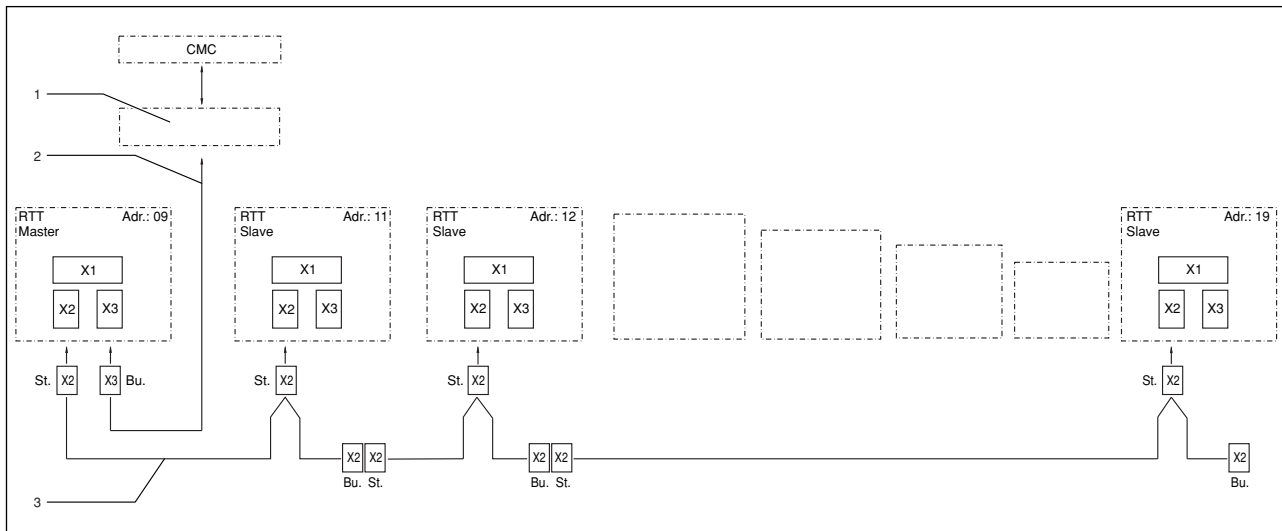 CMC
1
2
RTT Adr.: 09
Master
X1
X2 X3
RTT Adr.: 11
Slave
X1
X2 X3
RTT Adr.: 12
Slave
X1
X2 X3
RTT Adr.: 19
Slave
X1
X2 X3
St. X2 X3 Bu.
St. X2
St. X2
St. X2
X2 X2
Bu. St.
X2 X2
Bu. St.
X2
Bu.
3